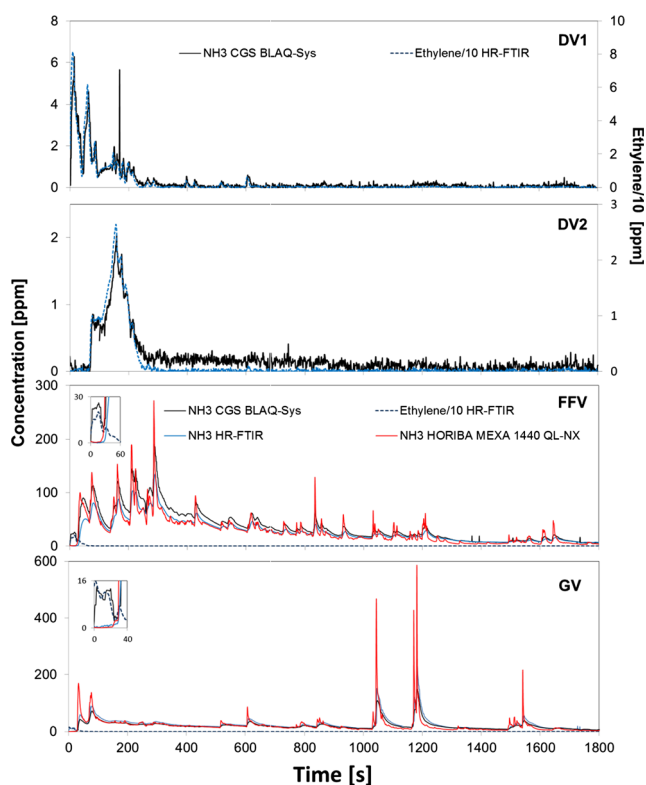 8
10
NH3 CGS BLAQ-Sys
Ethylene/10 HR-FTIR
DV1
6
8
4
6
4
2
2
0
0
Ethylene/10 [ppm]
3
DV2
2
2
1
1
0
0
Concentration [ppm]
300
30
FFV
NH3 CGS BLAQ-Sys
Ethylene/10 HR-FTIR
200
0
NH3 HR-FTIR
NH3 HORIBA MEXA 1440 QL-NX
0 60
100
0
600
16
GV
400
0
0 40
200
0
0 200 400 600 800 1000 1200 1400 1600 1800
Time [s]